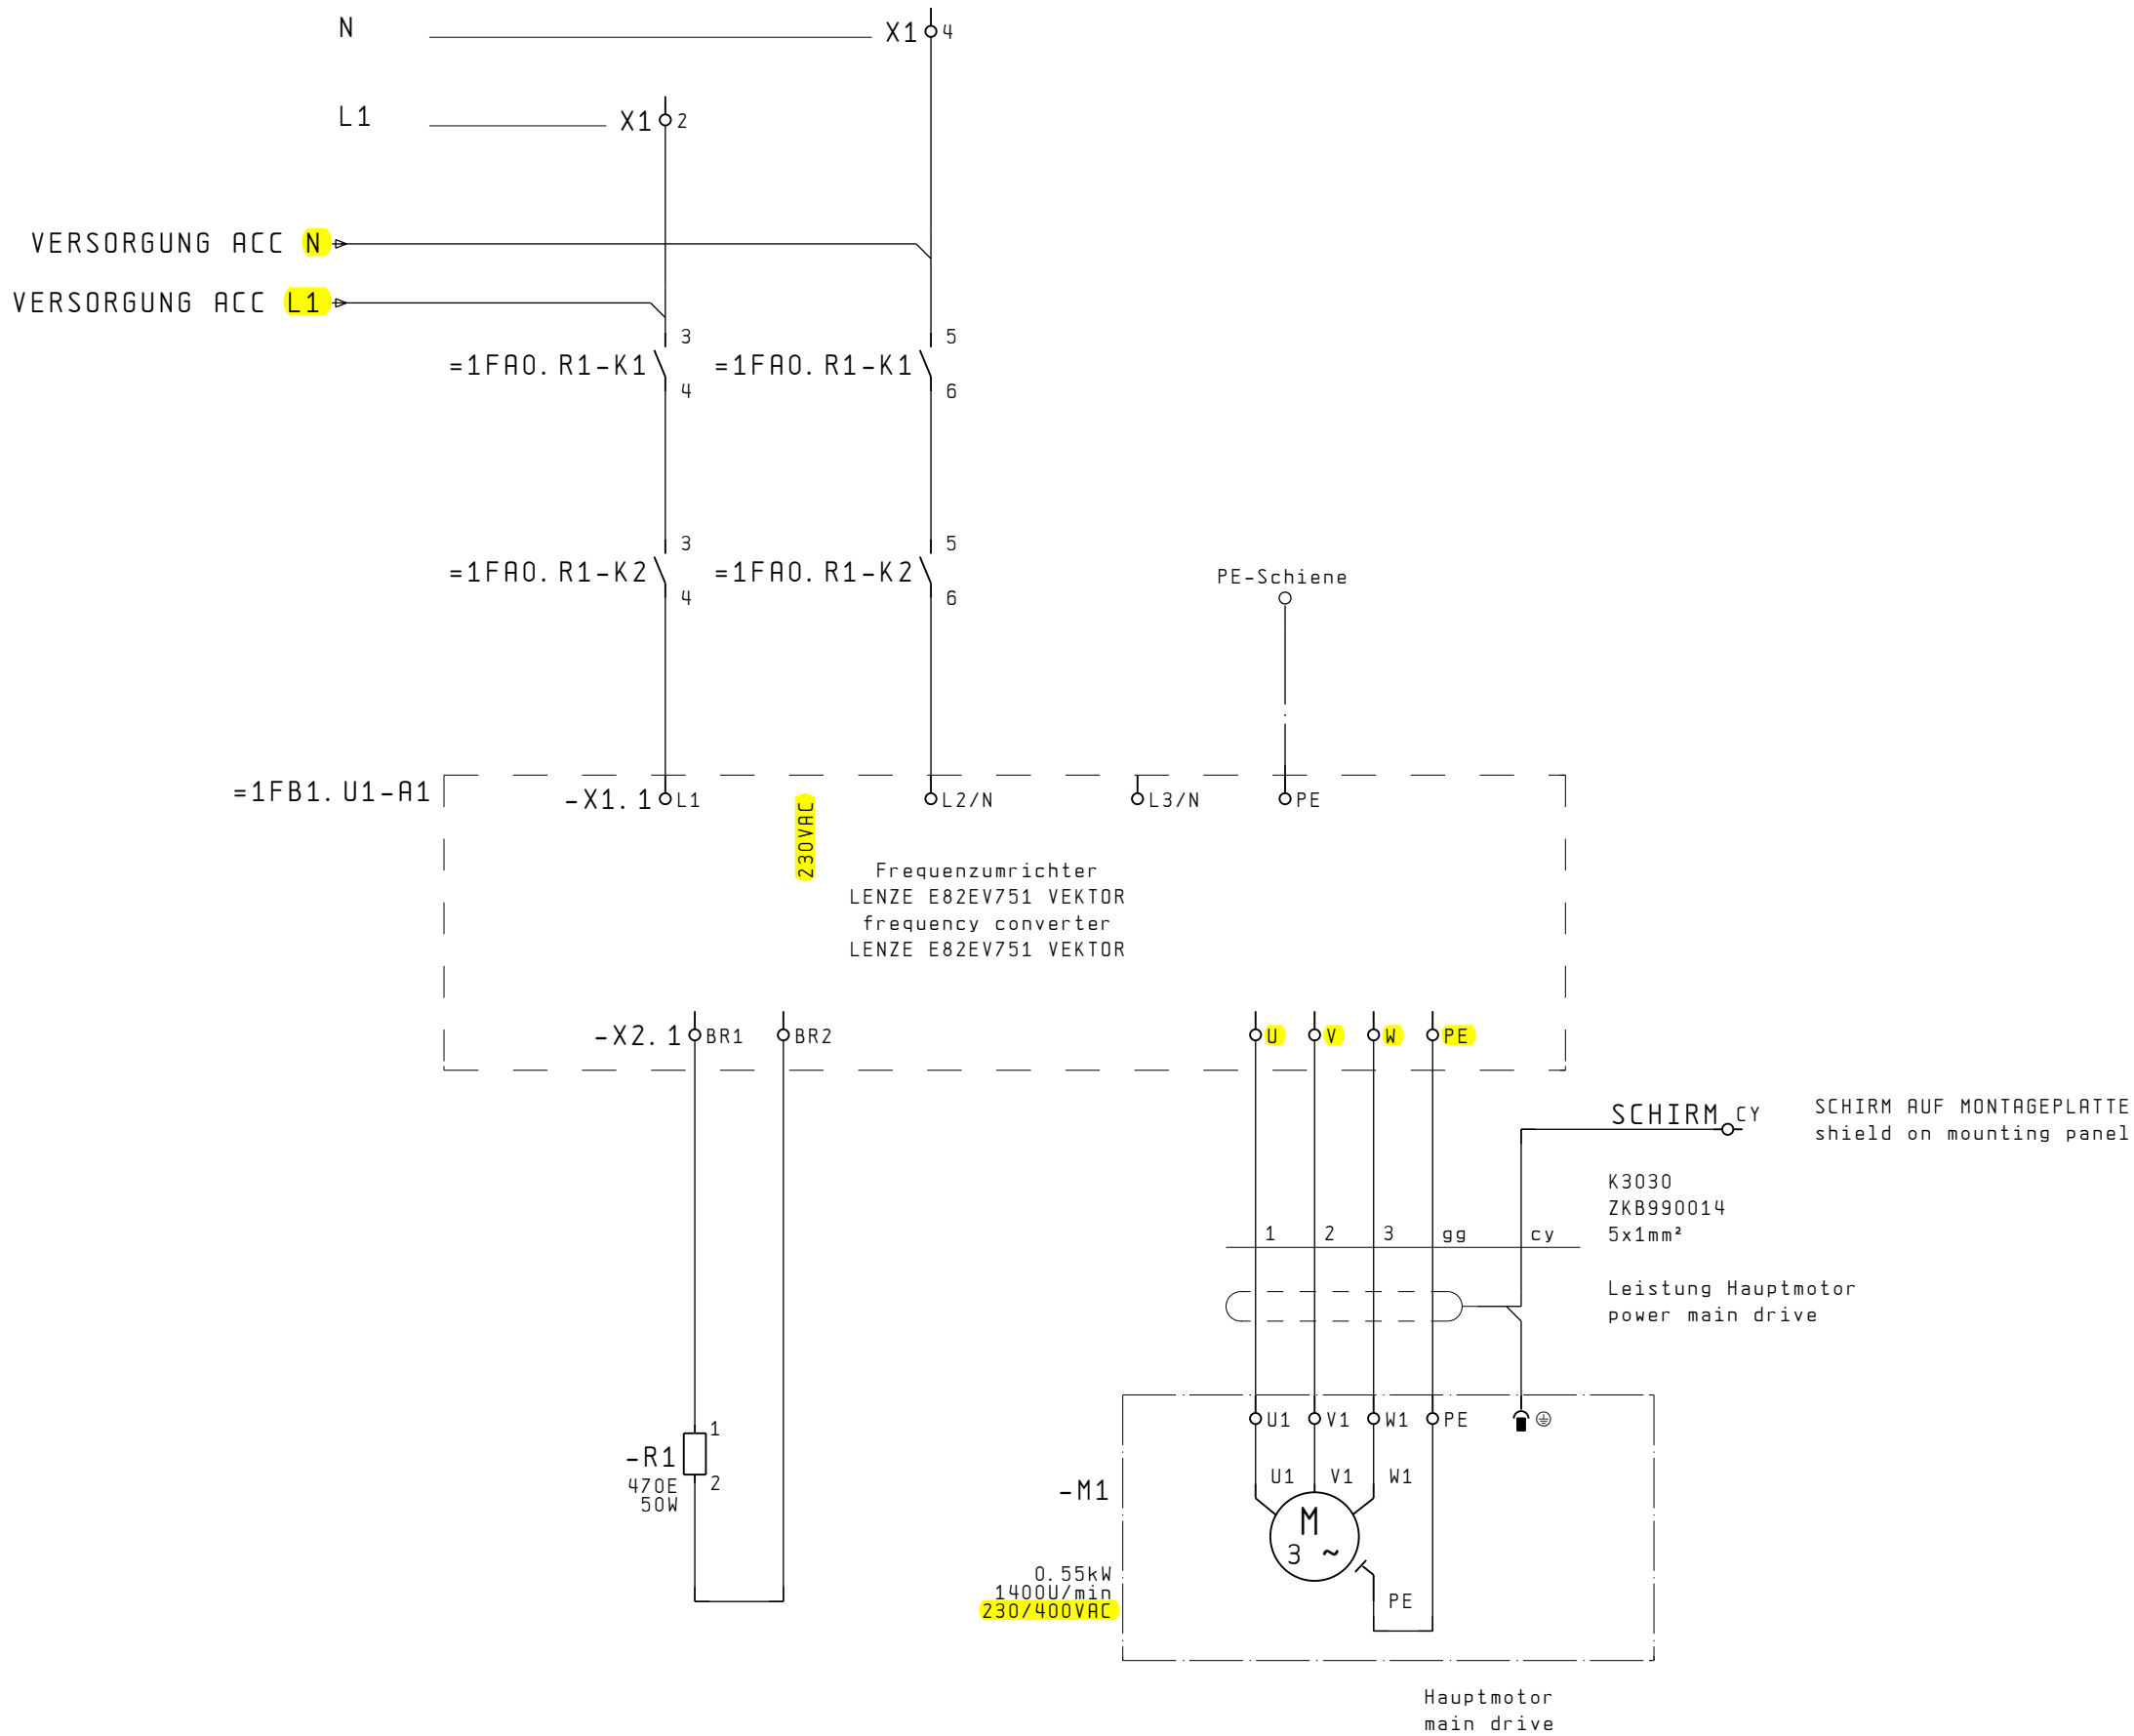 N
X1 4
L1
X1 2
VERSORGUNG ACC N
VERSORGUNG ACC L1
3
5
=1FA0.R1-K1
=1FA0.R1-K1
4
6
3
5
=1FA0.R1-K2
=1FA0.R1-K2
4
6
PE-Schiene
=1FB1.U1-A1
-X1.1 L1
L2/N
L3/N
PE
230VAC
Frequenzumrichter
LENZE E82EV751 VEKTOR
frequency converter
LENZE E82EV751 VEKTOR
-X2.1 BR1
BR2
U
V
W
PE
SCHIRM CY
SCHIRM AUF MONTAGEPLATTE
shield on mounting panel
K3030
ZKB990014
5x1mm²
1
2
3
gg
cy
Leistung Hauptmotor
power main drive
U1
V1
W1
PE
1
-R1
2
470E
50W
U1
V1
W1
-M1
M
3 ~
0.55kW
1400U/min
230/400VAC
PE
Hauptmotor
main drive